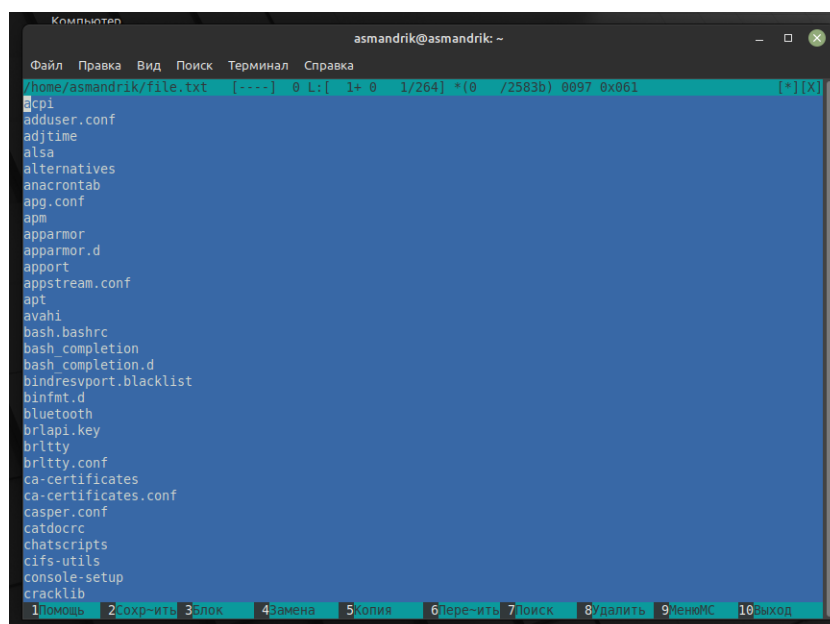 Компьютер
asmandrik@asmandrik: ~
Файл Правка Вид Поиск Терминал Справка
/home/asmandrik/file.txt [----] 0 L:[ 1+ 0 1/264] *(0 /2583b) 0097 0x061 [*][X]
acpi
adduser.conf
adjtime
alsa
alternatives
anacrontab
apg.conf
apm
apparmor
apparmor.d
apport
appstream.conf
apt
avahi
bash.bashrc
bash_completion
bash_completion.d
bindresvport.blacklist
binfmt.d
bluetooth
brlapi.key
brltty
brltty.conf
ca-certificates
ca-certificates.conf
casper.conf
catdocrc
chatscripts
cifs-utils
console-setup
cracklib
1Помощь 2Сохр~ить 3Блок 4Замена 5Копия 6Пере~ить 7Поиск 8Удалить 9МенюMC 10Выход